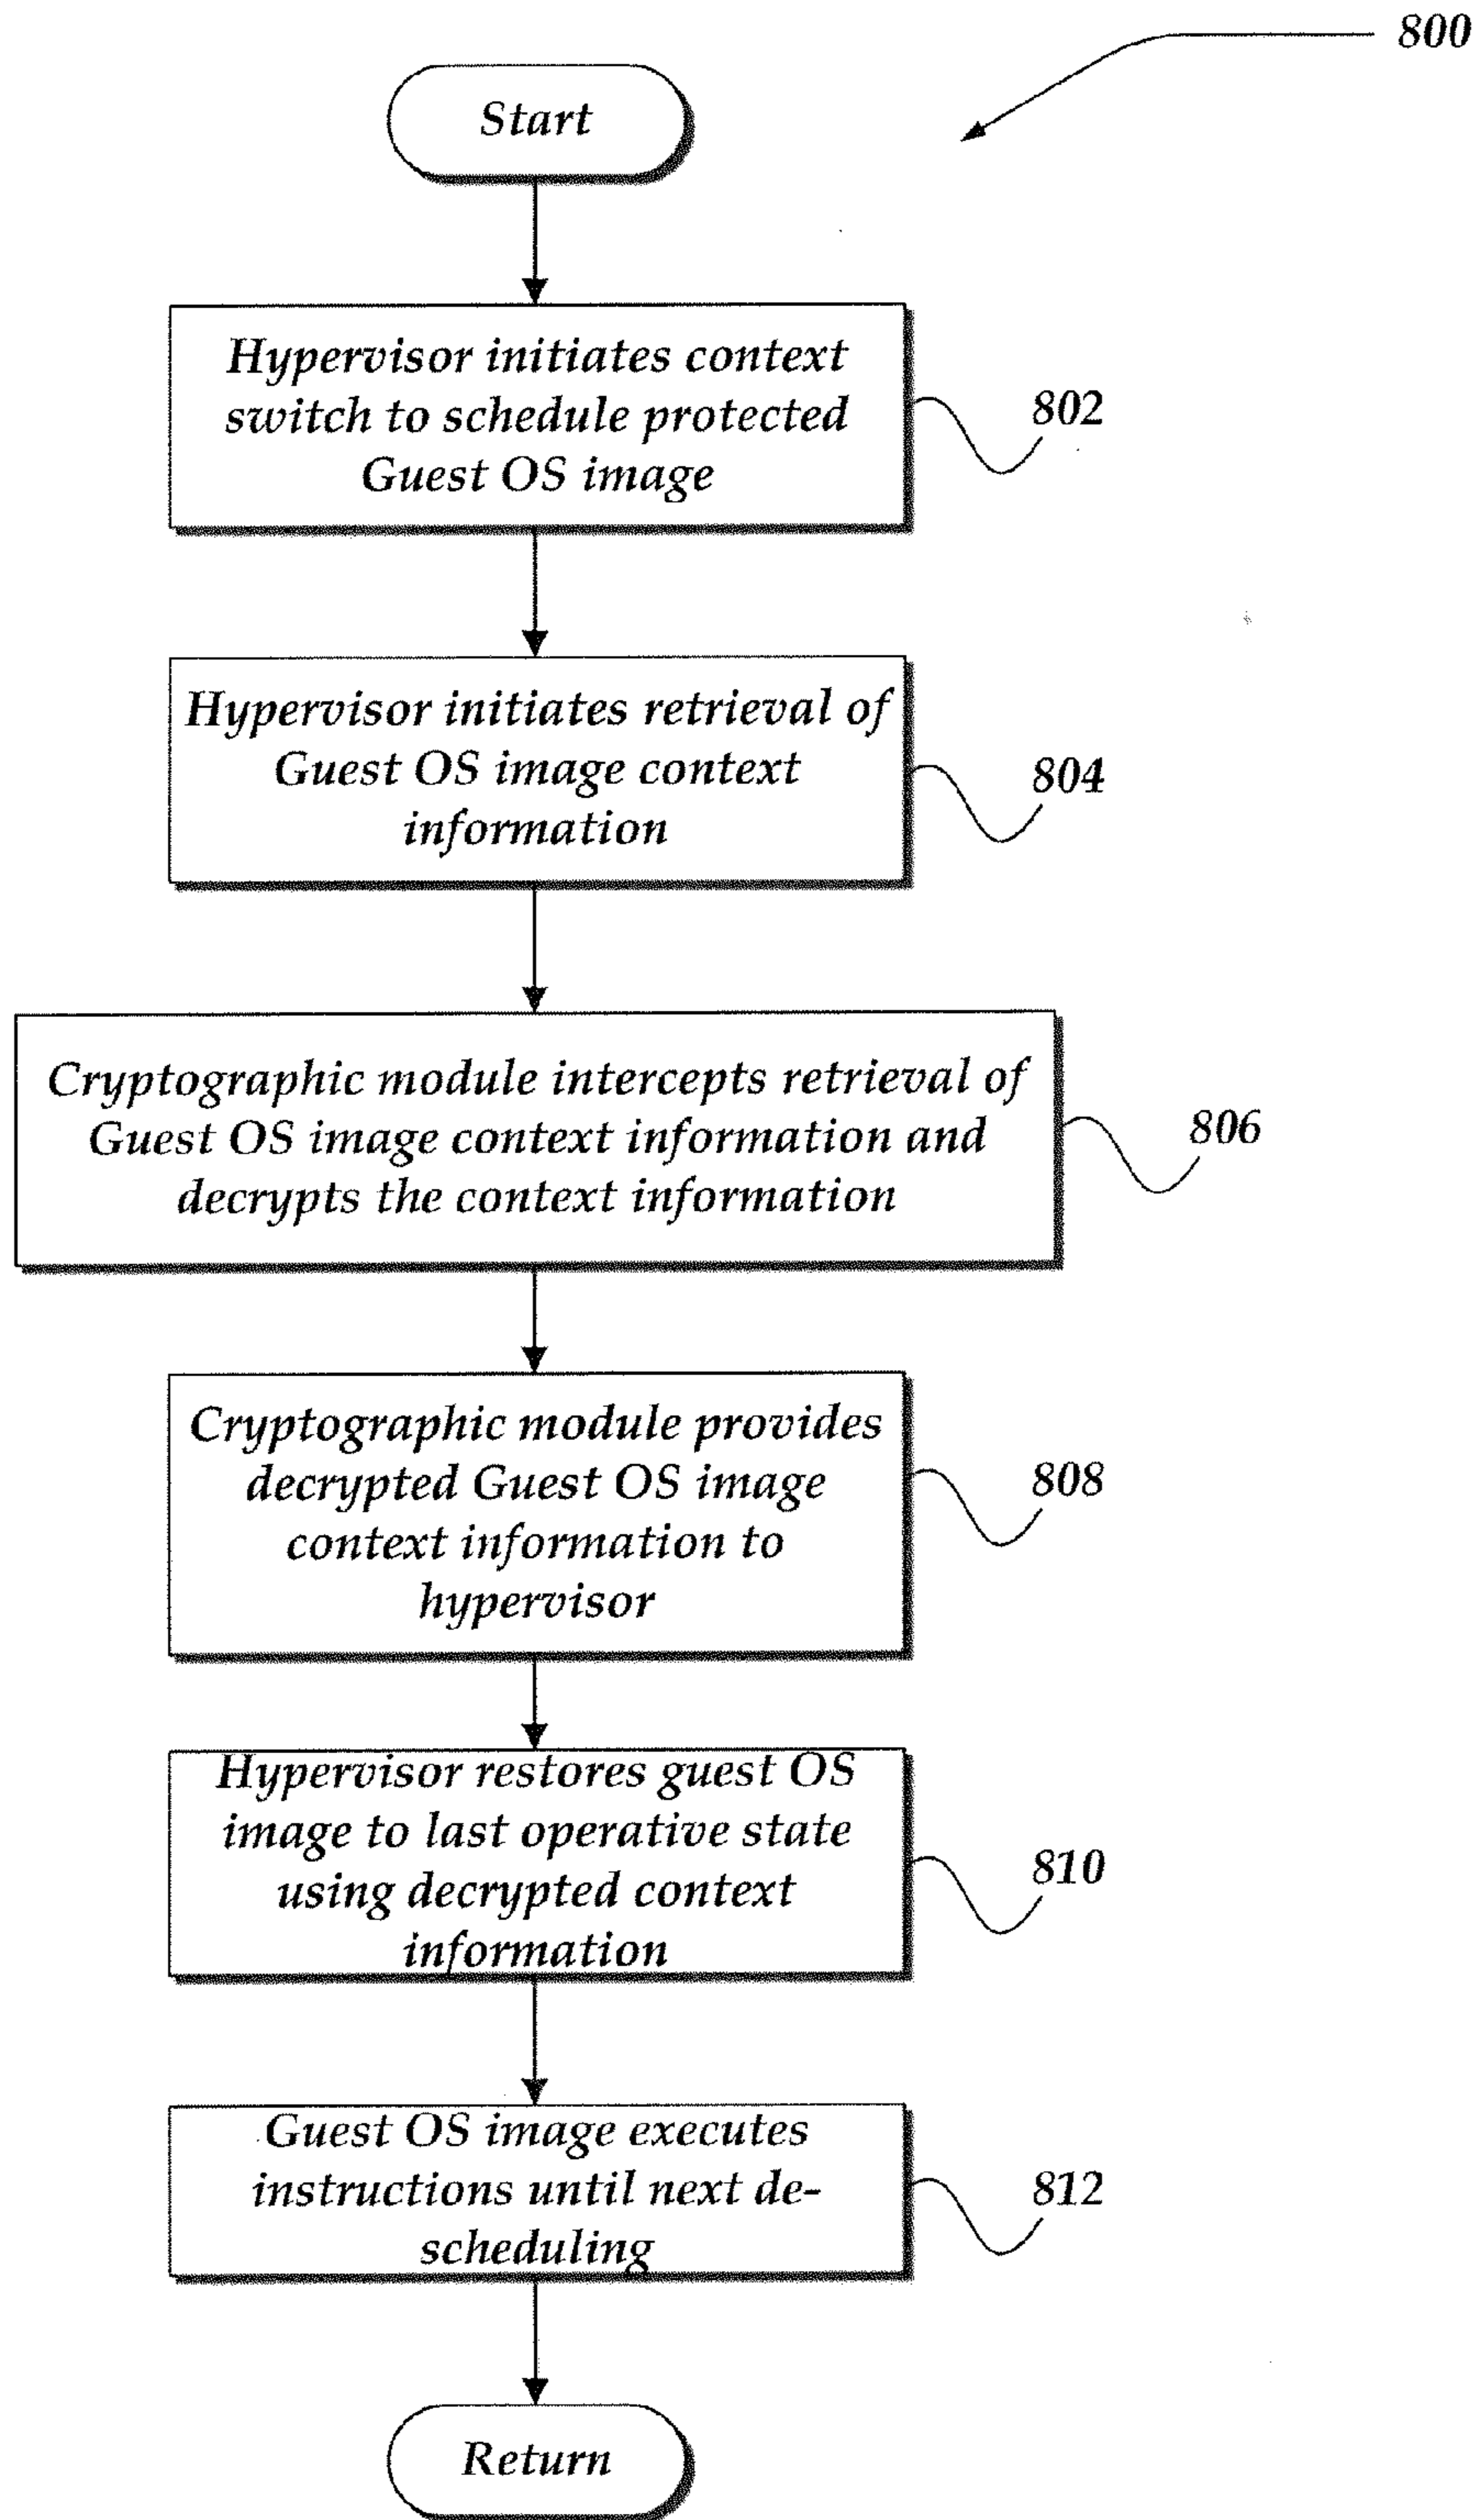 800
Start
Hypervisor initiates context
switch to schedule protected
Guest OS image
802
Hypervisor initiates retrieval of
Guest OS image context
information
804
Cryptographic module intercepts retrieval of
Guest OS image context information and
decrypts the context information
806
Cryptographic module provides
decrypted Guest OS image
context information to
hypervisor
808
Hypervisor restores guest OS
image to last operative state
using decrypted context
information
810
Guest OS image executes
instructions until next de-
scheduling
812
Return